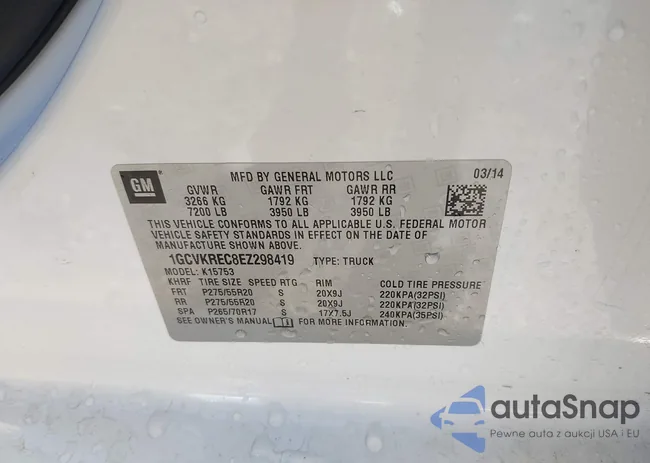 GM
MFD BY GENERAL MOTORS LLC 03/14
GVWR GAWR FRT GAWR RR
3266 KG 1792 KG 1792 KG
7200 LB 3950 LB 3950 LB
THIS VEHICLE CONFORMS TO ALL APPLICABLE U.S. FEDERAL MOTOR
VEHICLE SAFETY STANDARDS IN EFFECT ON THE DATE OF
MANUFACTURE SHOWN ABOVE.
1GCVKREC8EZ298419 TYPE: TRUCK
MODEL: K15753
KHRF TIRE SIZE SPEED RTG RIM COLD TIRE PRESSURE
FRT P275/55R20 S 20X9J 220KPA(32PSI)
RR P275/55R20 S 20X9J 220KPA(32PSI)
SPA P265/70R17 S 17X7.5J 240KPA(35PSI)
SEE OWNER'S MANUAL FOR MORE INFORMATION.
autaSnap
Pewne auta z aukcji USA i EU